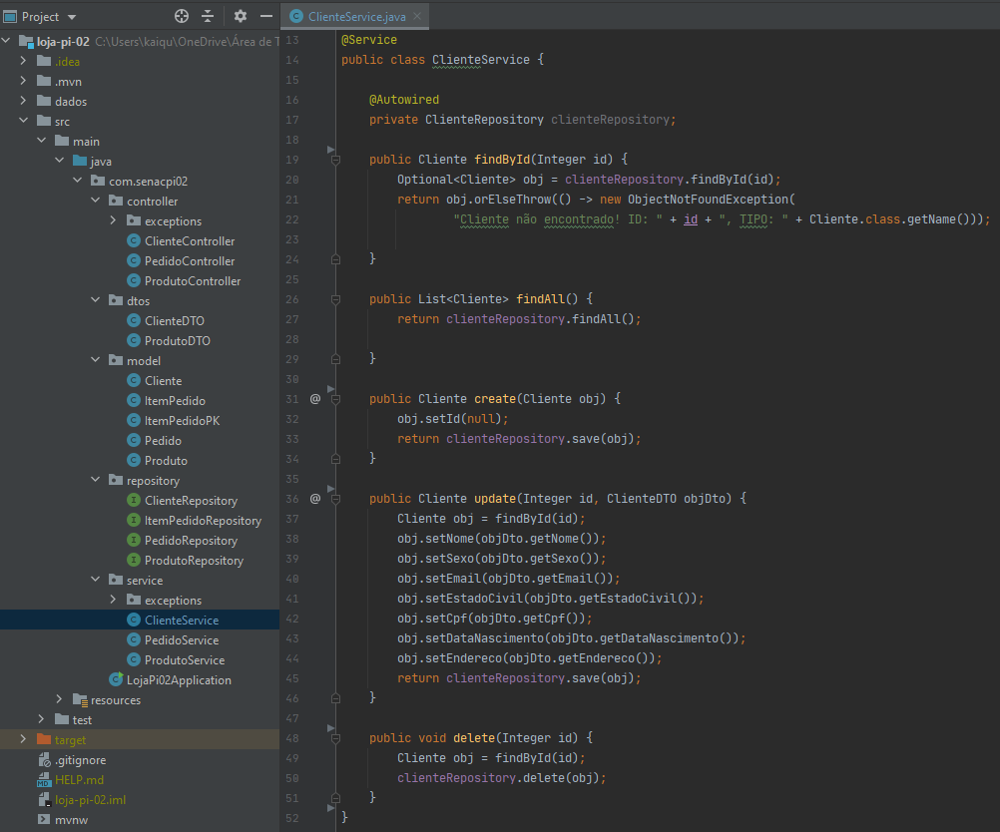 Project
ClienteService.java
loja-pi-02 C:\Users\kaiqu\OneDrive\Área de T
.idea
.mvn
dados
src
main
java
com.senacpi02
controller
exceptions
ClienteController
PedidoController
ProdutoController
dtos
ClienteDTO
ProdutoDTO
model
Cliente
ItemPedido
ItemPedidoPK
Pedido
Produto
repository
ClienteRepository
ItemPedidoRepository
PedidoRepository
ProdutoRepository
service
exceptions
ClienteService
PedidoService
ProdutoService
LojaPi02Application
resources
test
target
.gitignore
HELP.md
loja-pi-02.iml
mvnw
13 @Service
14 public class ClienteService {
15
16 @Autowired
17 private ClienteRepository clienteRepository;
18
19 public Cliente findById(Integer id) {
20 Optional<Cliente> obj = clienteRepository.findById(id);
21 return obj.orElseThrow(() -> new ObjectNotFoundException(
22 "Cliente não encontrado! ID: " + id + ", TIPO: " + Cliente.class.getName()));
23
24 }
25
26 public List<Cliente> findAll() {
27 return clienteRepository.findAll();
28
29 }
30
31 @ public Cliente create(Cliente obj) {
32 obj.setId(null);
33 return clienteRepository.save(obj);
34 }
35
36 @ public Cliente update(Integer id, ClienteDTO objDto) {
37 Cliente obj = findById(id);
38 obj.setNome(objDto.getNome());
39 obj.setSexo(objDto.getSexo());
40 obj.setEmail(objDto.getEmail());
41 obj.setEstadoCivil(objDto.getEstadoCivil());
42 obj.setCpf(objDto.getCpf());
43 obj.setDataNascimento(objDto.getDataNascimento());
44 obj.setEndereco(objDto.getEndereco());
45 return clienteRepository.save(obj);
46 }
47
48 public void delete(Integer id) {
49 Cliente obj = findById(id);
50 clienteRepository.delete(obj);
51 }
52 }